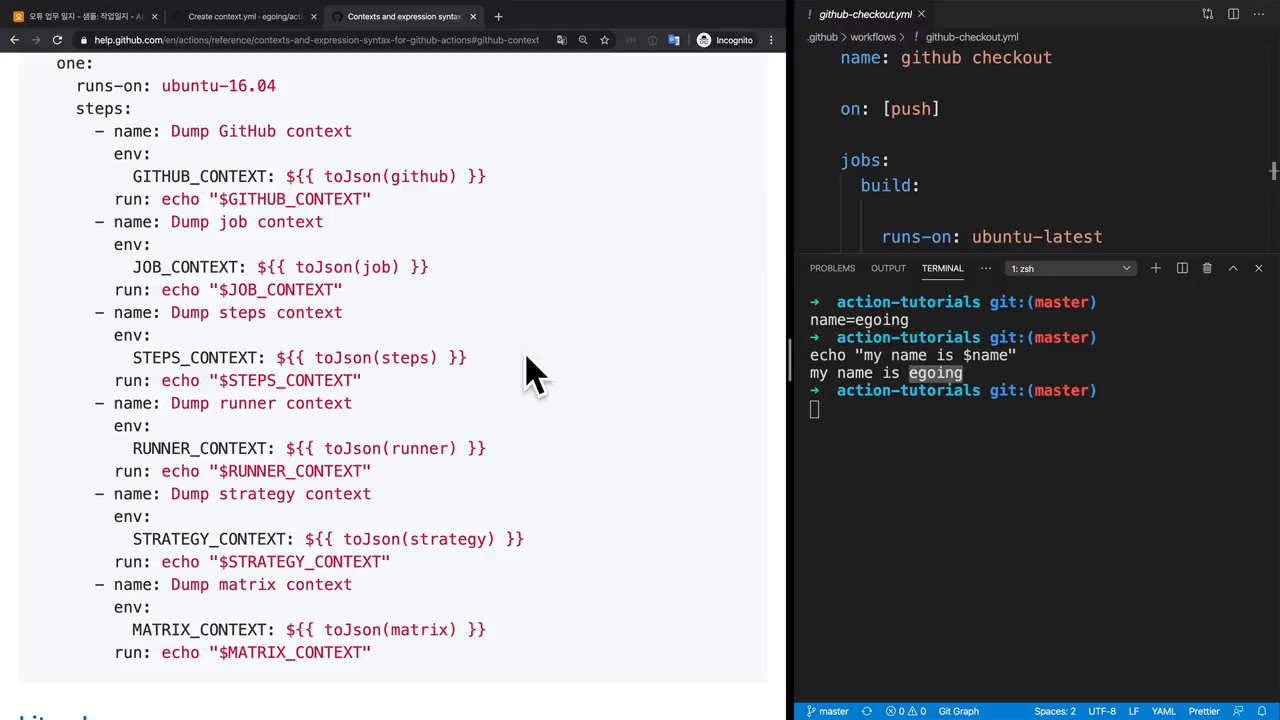 오류 업무 일지 - 샘플: 작업일지 - Ai
Create context.yml · egoing/acti
Contexts and expression syntax
help.github.com/en/actions/reference/contexts-and-expression-syntax-for-github-actions#github-context
Incognito
one:
runs-on: ubuntu-16.04
steps:
- name: Dump GitHub context
env:
GITHUB_CONTEXT: ${{ toJson(github) }}
run: echo "$GITHUB_CONTEXT"
- name: Dump job context
env:
JOB_CONTEXT: ${{ toJson(job) }}
run: echo "$JOB_CONTEXT"
- name: Dump steps context
env:
STEPS_CONTEXT: ${{ toJson(steps) }}
run: echo "$STEPS_CONTEXT"
- name: Dump runner context
env:
RUNNER_CONTEXT: ${{ toJson(runner) }}
run: echo "$RUNNER_CONTEXT"
- name: Dump strategy context
env:
STRATEGY_CONTEXT: ${{ toJson(strategy) }}
run: echo "$STRATEGY_CONTEXT"
- name: Dump matrix context
env:
MATRIX_CONTEXT: ${{ toJson(matrix) }}
run: echo "$MATRIX_CONTEXT"
! github-checkout.yml
.github > workflows > ! github-checkout.yml
name: github checkout
on: [push]
jobs:
build:
runs-on: ubuntu-latest
PROBLEMS OUTPUT TERMINAL ··· 1: zsh
→ action-tutorials git:(master)
name=egoing
→ action-tutorials git:(master)
echo "my name is $name"
my name is egoing
→ action-tutorials git:(master)
master 0 0 Git Graph Spaces: 2 UTF-8 LF YAML Prettier